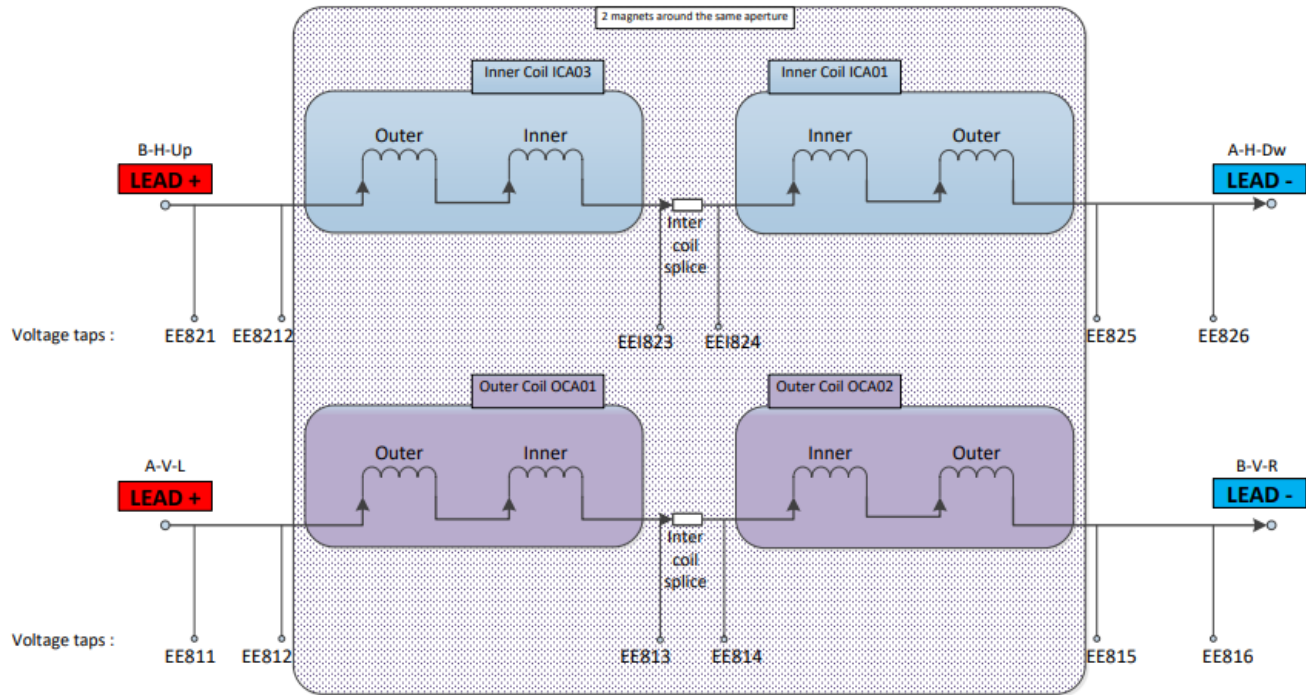 2 magnets around the same aperture
Inner Coil ICA03
Inner Coil ICA01
Outer
Inner
Inner
Outer
B-H-Up
A-H-Dw
LEAD +
LEAD -
Inter
coil
splice
Voltage taps :
EE821
EE8212
EEI823
EEI824
EE825
EE826
Outer Coil OCA01
Outer Coil OCA02
Outer
Inner
Inner
Outer
A-V-L
B-V-R
LEAD +
LEAD -
Inter
coil
splice
Voltage taps :
EE811
EE812
EE813
EE814
EE815
EE816